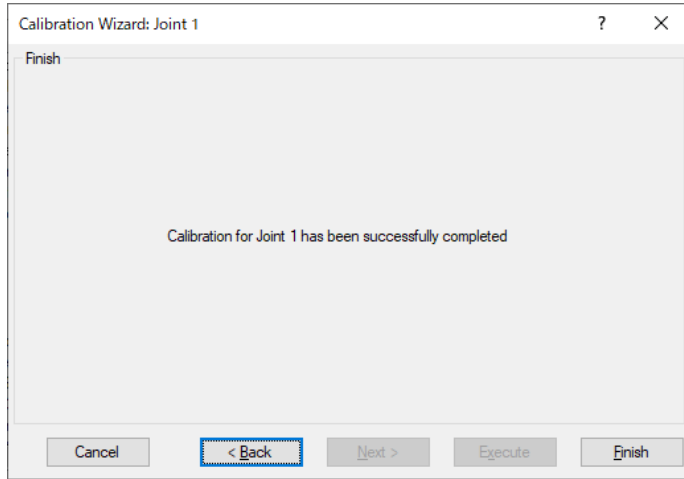 Calibration Wizard: Joint 1
Finish
Calibration for Joint 1 has been successfully completed
Cancel
< Back
Next >
Execute
Finish